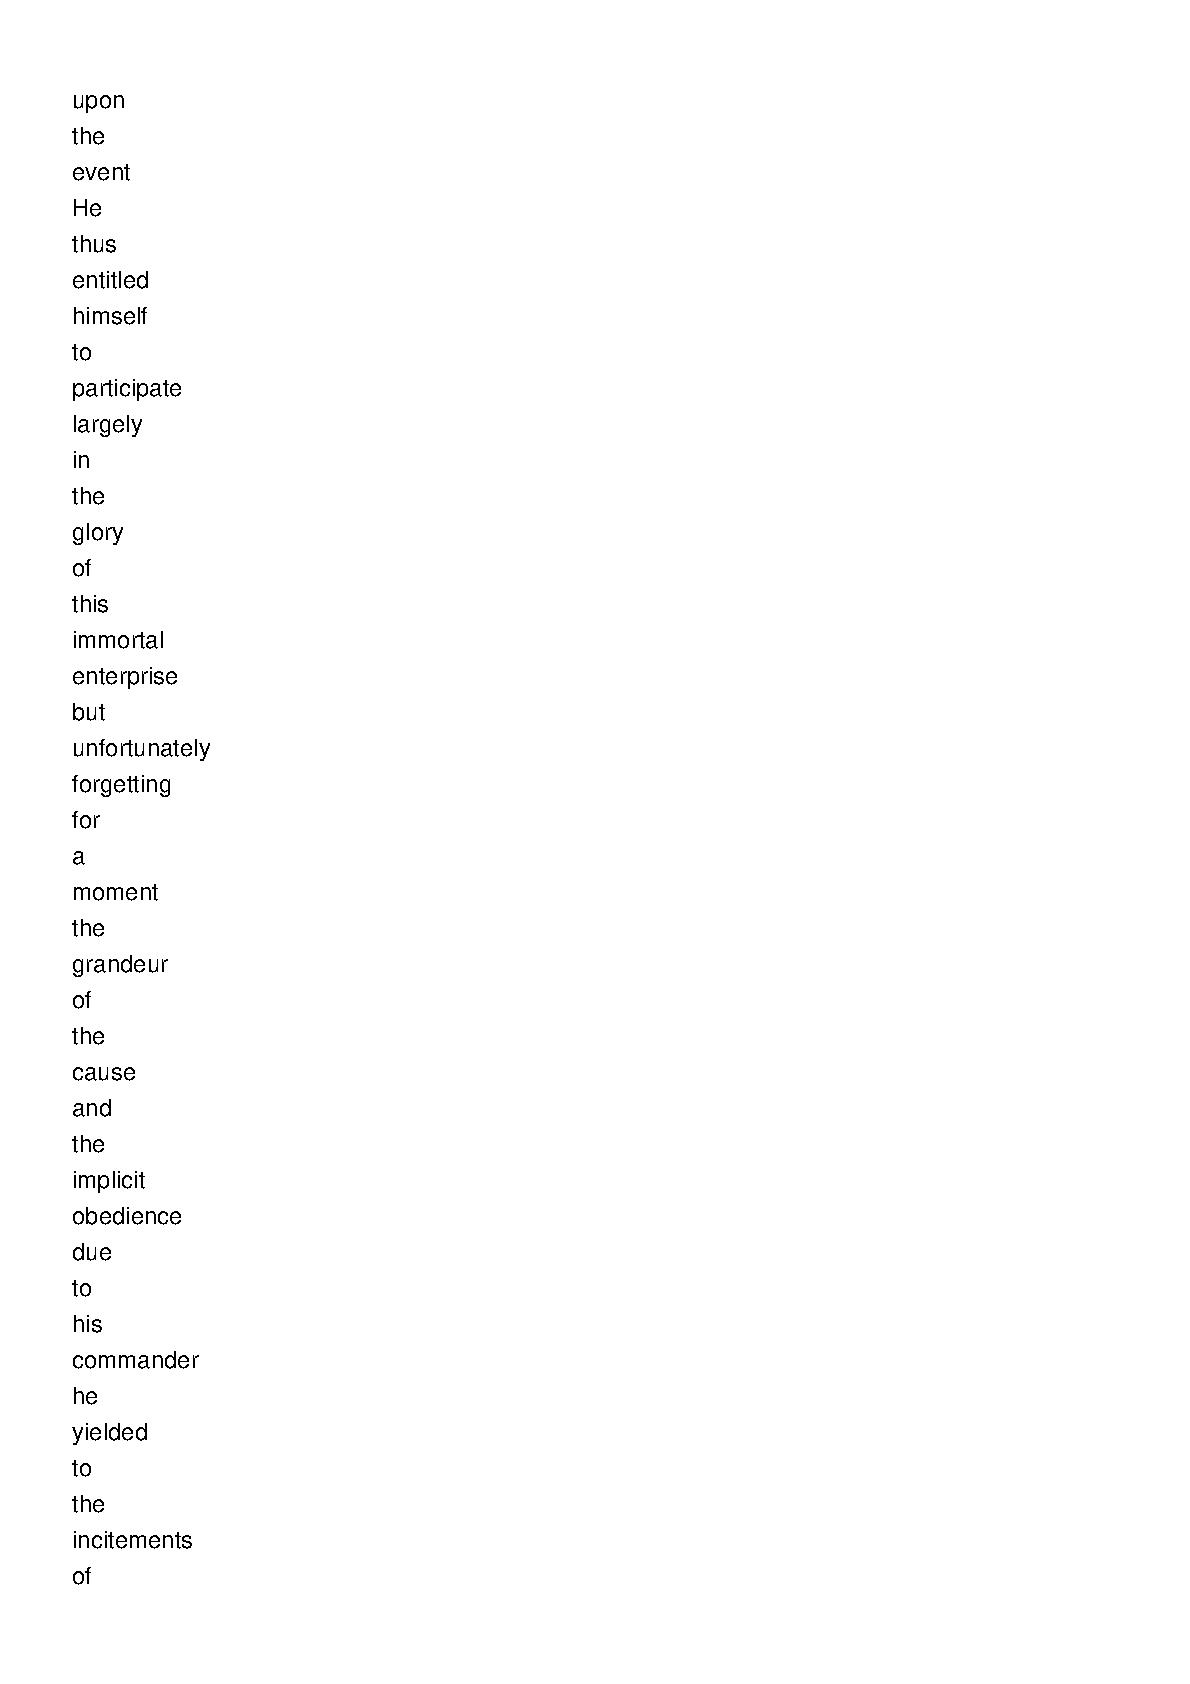 upon
the
event
He
thus
entitled
himself
to
participate
largely
in
the
glory
of
this
immortal
enterprise
but
unfortunately
forgetting
for
a
moment
the
grandeur
of
the
cause
and
the
implicit
obedience
due
to
his
commander
he
yielded
to
the
incitements
of